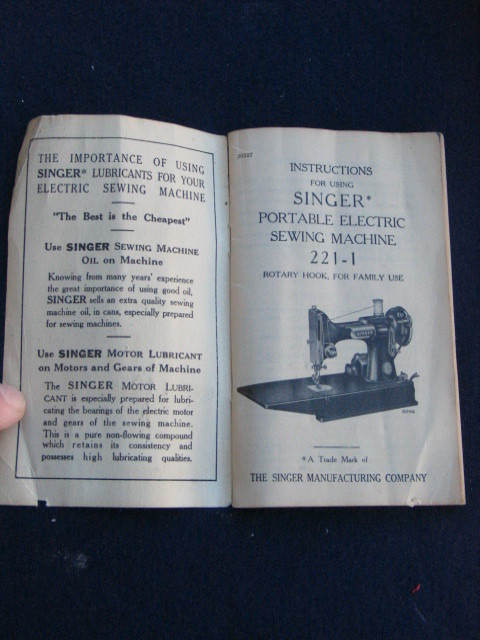 THE IMPORTANCE OF USING
SINGER* LUBRICANTS FOR YOUR
ELECTRIC SEWING MACHINE
"The Best is the Cheapest"
Use SINGER SEWING MACHINE
OIL on Machine
Knowing from many years' experience
the great importance of using good oil,
SINGER sells an extra quality sewing
machine oil, in cans, especially prepared
for sewing machines.
Use SINGER MOTOR LUBRICANT
on Motors and Gears of Machine
The SINGER MOTOR LUBRI-
CANT is especially prepared for lubri-
cating the bearings of the electric motor
and gears of the sewing machine.
This is a pure non-flowing compound
which retains its consistency and
possesses high lubricating qualities.
INSTRUCTIONS
FOR USING
SINGER*
PORTABLE ELECTRIC
SEWING MACHINE
221-1
ROTARY HOOK, FOR FAMILY USE
SINGER
*A Trade Mark of
THE SINGER MANUFACTURING COMPANY